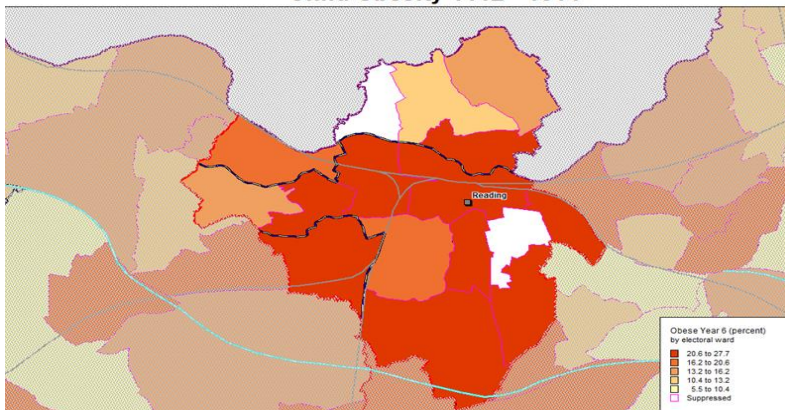 Reading
Obese Year 6 (percent)
by electoral ward
20.6 to 27.7
16.2 to 20.6
13.2 to 16.2
10.4 to 13.2
5.5 to 10.4
Suppressed